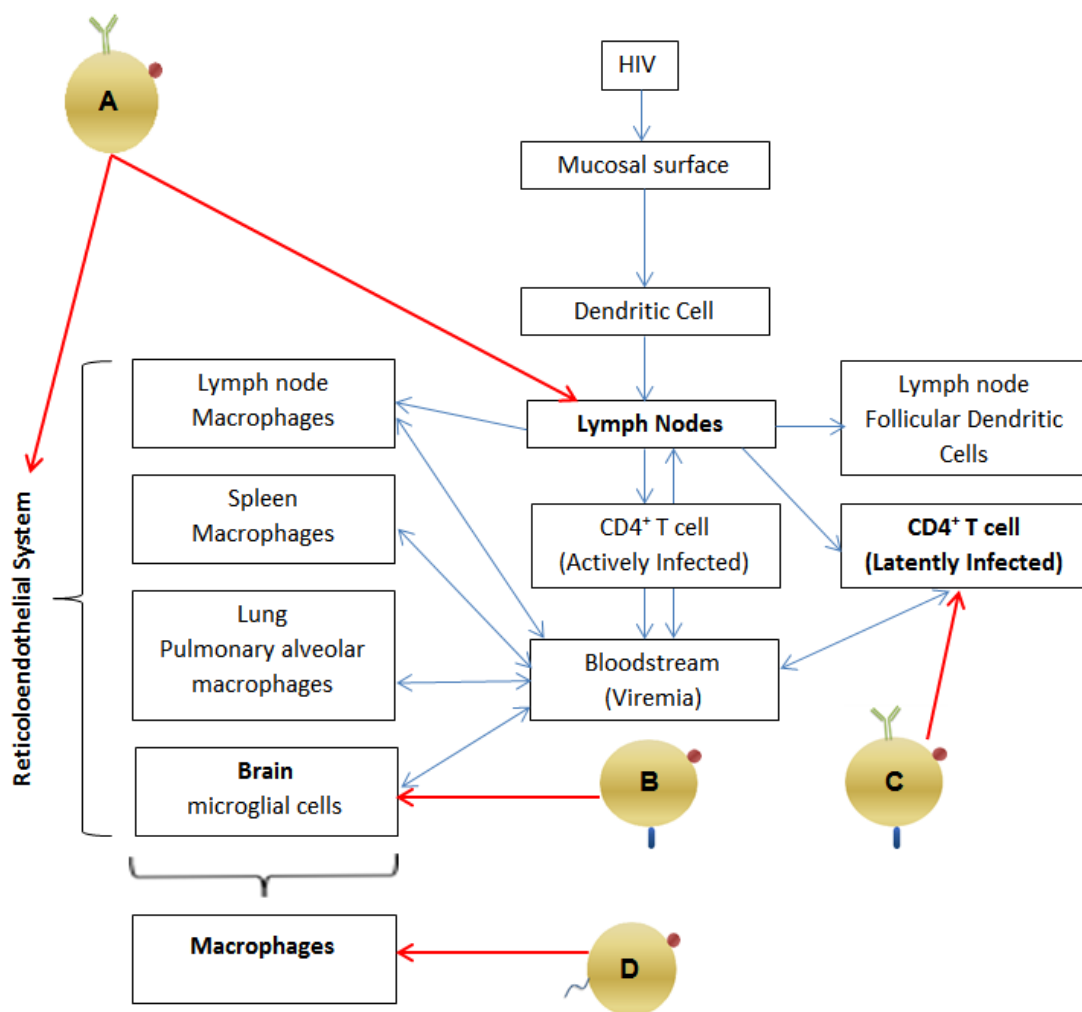 A
HIV
Mucosal surface
Dendritic Cell
Lymph node
Macrophages
Lymph Nodes
Lymph node
Follicular Dendritic
Cells
Reticoloendothelial System
Spleen
Macrophages
CD4⁺ T cell
(Actively Infected)
CD4⁺ T cell
(Latently Infected)
Lung
Pulmonary alveolar
macrophages
Bloodstream
(Viremia)
Brain
microglial cells
B
C
Macrophages
D